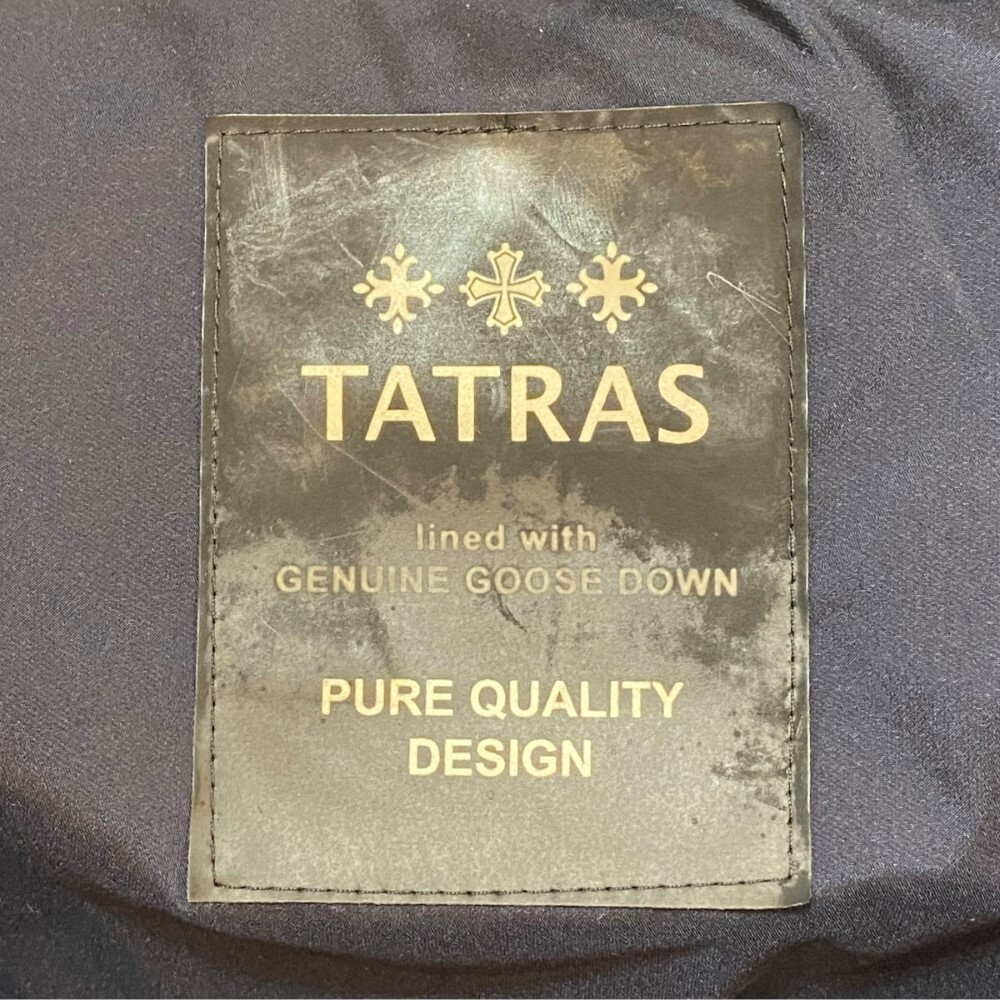 TATRAS
lined with
GENUINE GOOSE DOWN
PURE QUALITY
DESIGN